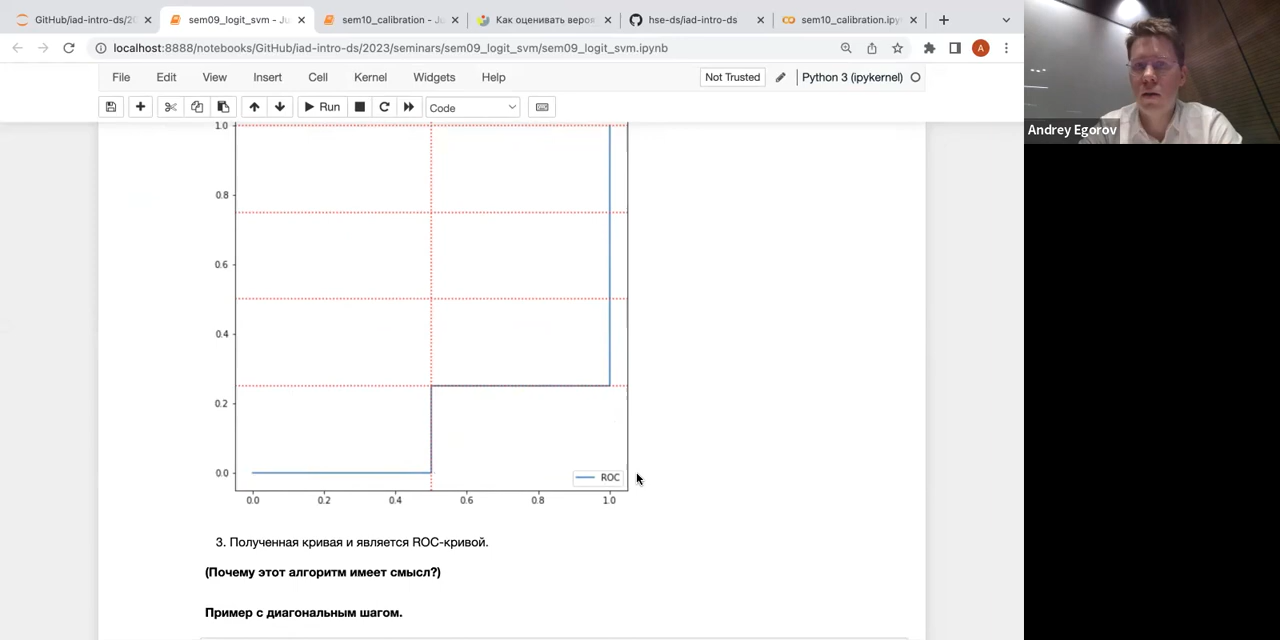 GitHub/iad-intro-ds/20
sem09_logit_svm - Ju
sem10_calibration - Ju
Как оценивать вероя
hse-ds/iad-intro-ds
sem10_calibration.ipy
localhost:8888/notebooks/GitHub/iad-intro-ds/2023/seminars/sem09_logit_svm/sem09_logit_svm.ipynb
A
File Edit View Insert Cell Kernel Widgets Help
Not Trusted
Python 3 (ipykernel)
Run
Code
Andrey Egorov
1.0
0.8
0.6
0.4
0.2
0.0
ROC
0.0 0.2 0.4 0.6 0.8 1.0
3. Полученная кривая и является ROC-кривой.
(Почему этот алгоритм имеет смысл?)
Пример с диагональным шагом.